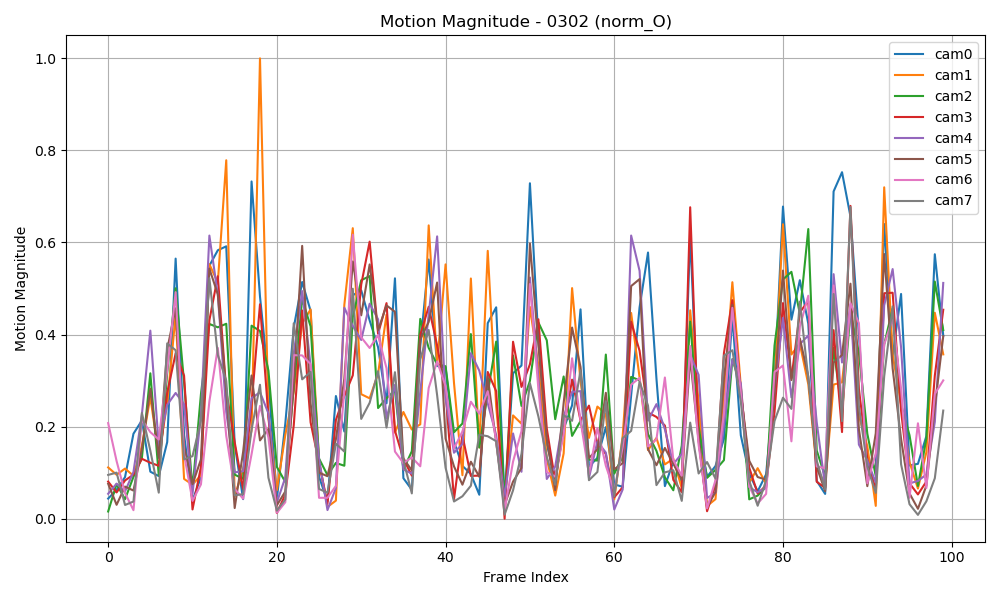 Motion Magnitude - 0302 (norm_O)
Motion Magnitude
1.0
0.8
0.6
0.4
0.2
0.0
0
20
40
60
80
100
Frame Index
cam0
cam1
cam2
cam3
cam4
cam5
cam6
cam7